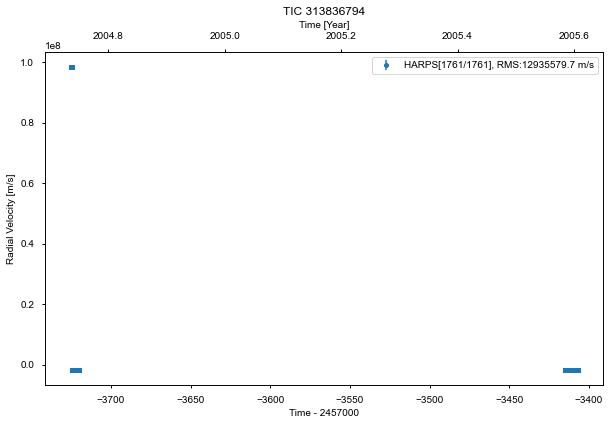 TIC 313836794
Time [Year]
2004.8 2005.0 2005.2 2005.4 2005.6
1e8
HARPS[1761/1761], RMS:12935579.7 m/s
1.0
0.8
0.6
0.4
0.2
0.0
Radial Velocity [m/s]
−3700 −3650 −3600 −3550 −3500 −3450 −3400
Time - 2457000